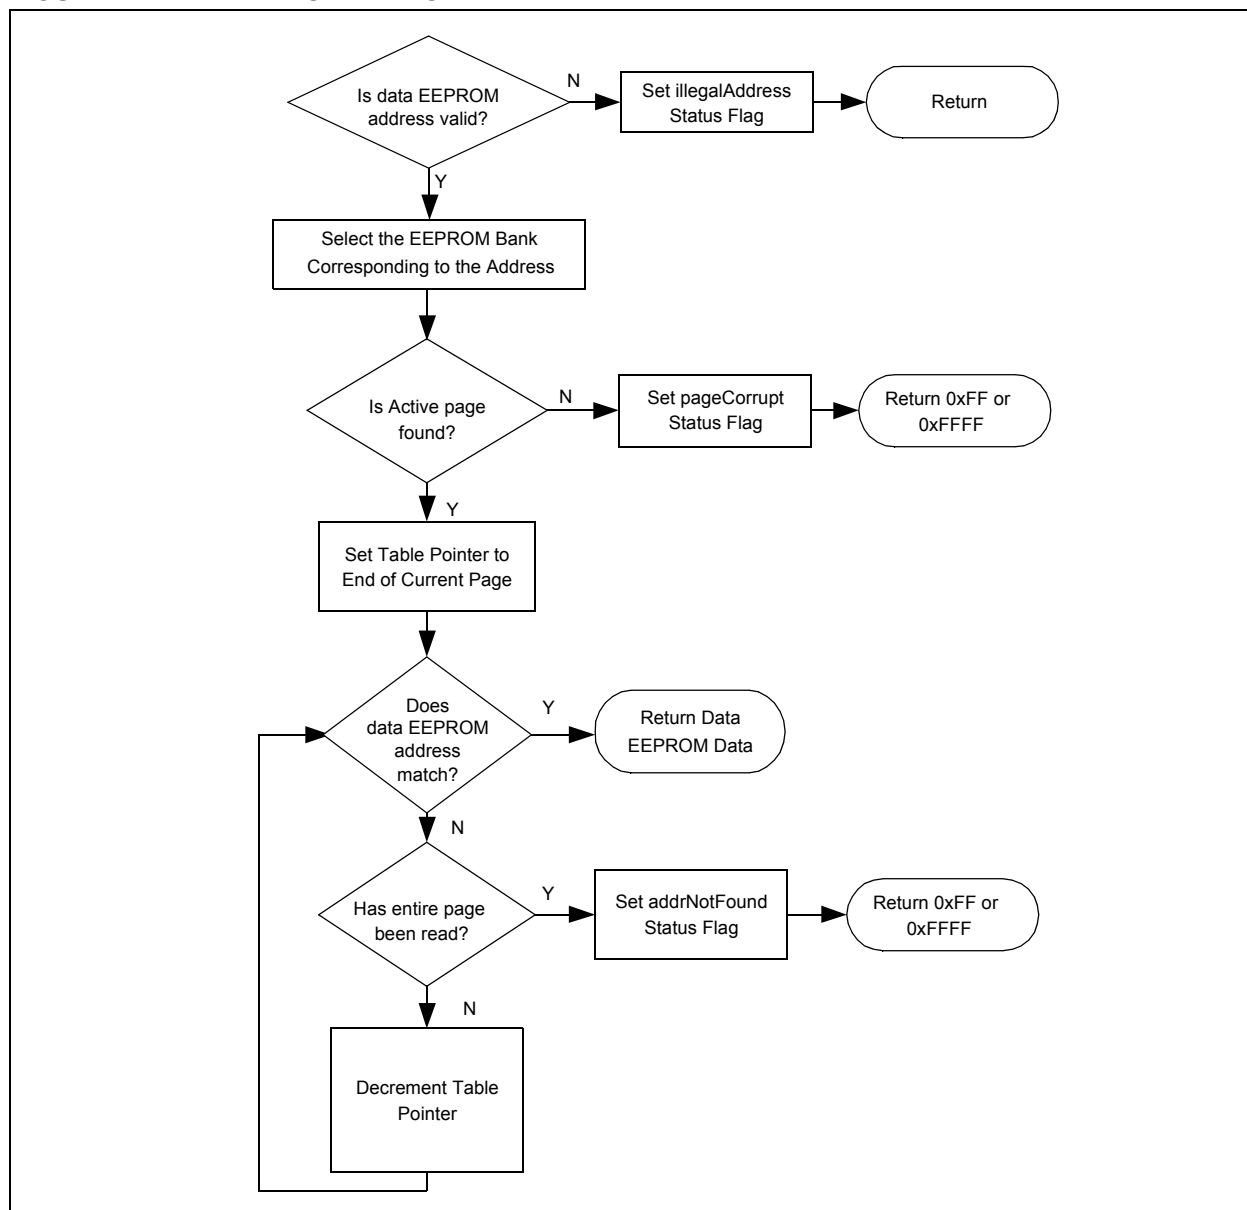 Is data EEPROM
address valid?
N
Set illegalAddress
Status Flag
Return
Y
Select the EEPROM Bank
Corresponding to the Address
Is Active page
found?
N
Set pageCorrupt
Status Flag
Return 0xFF or
0xFFFF
Y
Set Table Pointer to
End of Current Page
Does
data EEPROM
address
match?
Y
Return Data
EEPROM Data
N
Has entire page
been read?
Y
Set addrNotFound
Status Flag
Return 0xFF or
0xFFFF
N
Decrement Table
Pointer